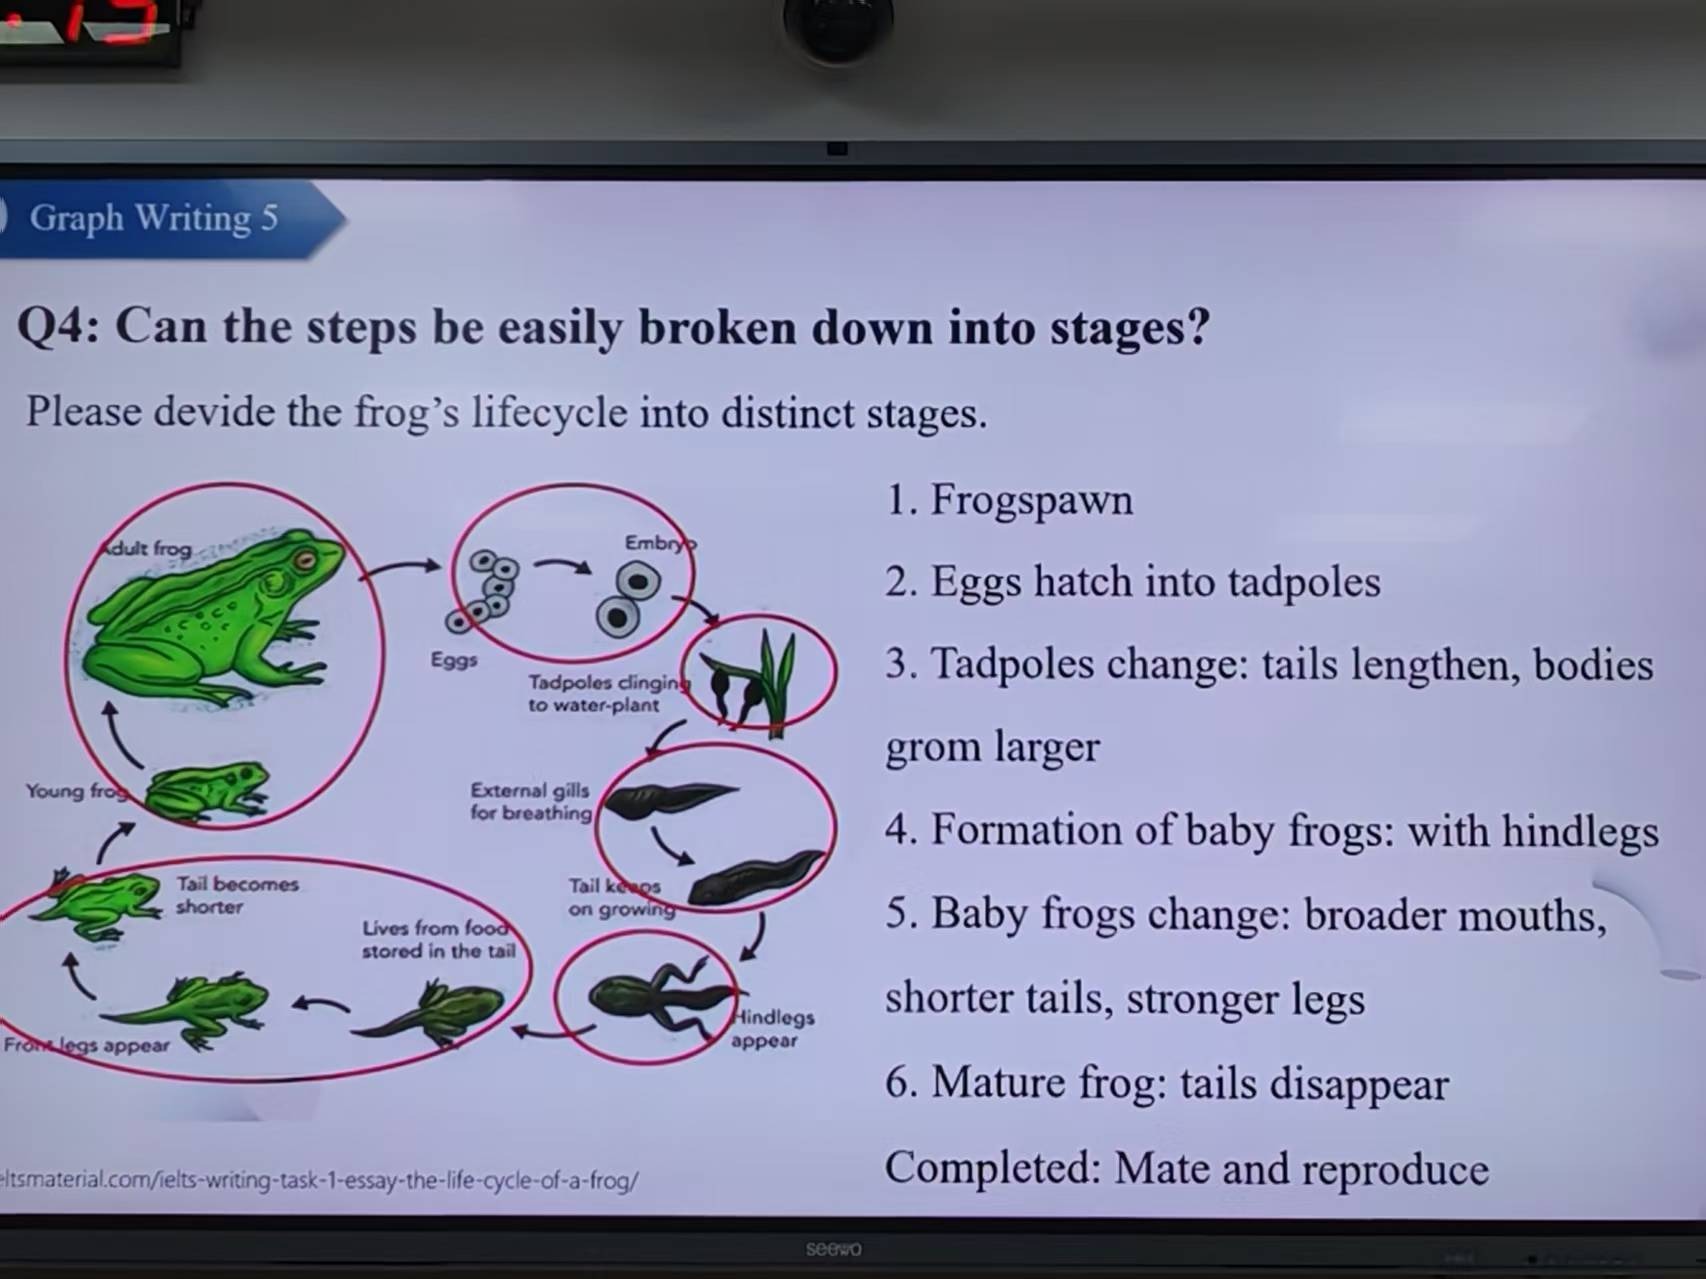 15
Graph Writing 5
Q4: Can the steps be easily broken down into stages?
Please devide the frog's lifecycle into distinct stages.
Adult frog
Embryo
Eggs
Tadpoles clinging
to water-plant
Young frog
External gills
for breathing
Tail becomes
shorter
Tail keeps
on growing
Lives from food
stored in the tail
Front legs appear
Hindlegs
appear
1. Frogspawn
2. Eggs hatch into tadpoles
3. Tadpoles change: tails lengthen, bodies
grom larger
4. Formation of baby frogs: with hindlegs
5. Baby frogs change: broader mouths,
shorter tails, stronger legs
6. Mature frog: tails disappear
Completed: Mate and reproduce
eltsmaterial.com/ielts-writing-task-1-essay-the-life-cycle-of-a-frog/
seewo